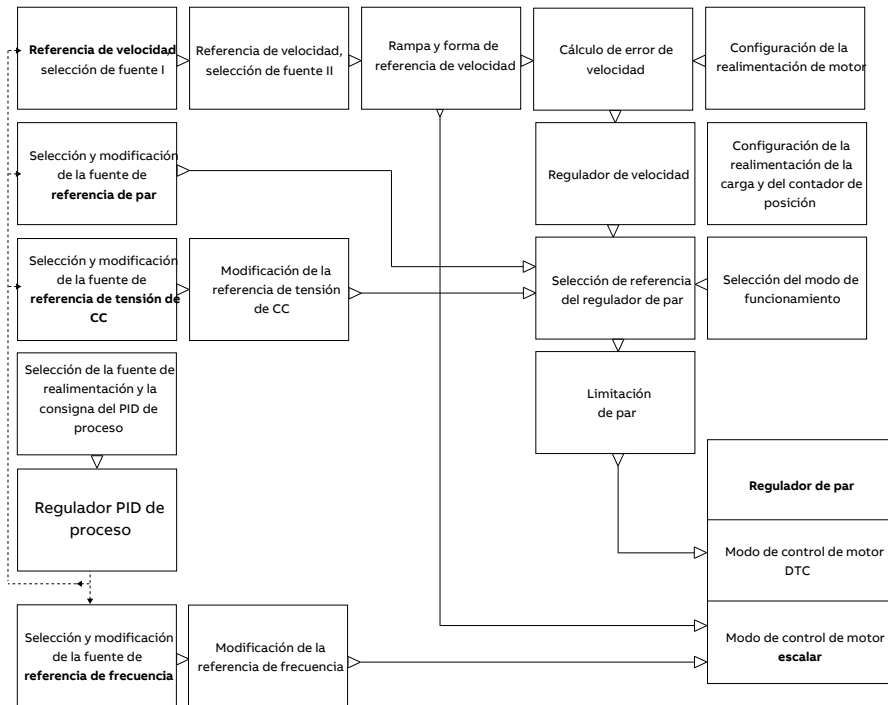 Referencia de velocidad,
selección de fuente I
Referencia de velocidad,
selección de fuente II
Rampa y forma de
referencia de velocidad
Cálculo de error de
velocidad
Configuración de la
realimentación de motor
Selección y modificación
de la fuente de
referencia de par
Regulador de velocidad
Configuración de la
realimentación de la
carga y del contador de
posición
Selección y modificación
de la fuente de
referencia de tensión de
CC
Modificación de la
referencia de tensión
de CC
Selección de referencia
del regulador de par
Selección del modo de
funcionamiento
Selección de la fuente de
realimentación y la
consigna del PID de
proceso
Limitación
de par
Regulador PID de
proceso
Regulador de par
Modo de control de motor
DTC
Selección y modificación
de la fuente de
referencia de frecuencia
Modificación de la
referencia de frecuencia
Modo de control de motor
escalar